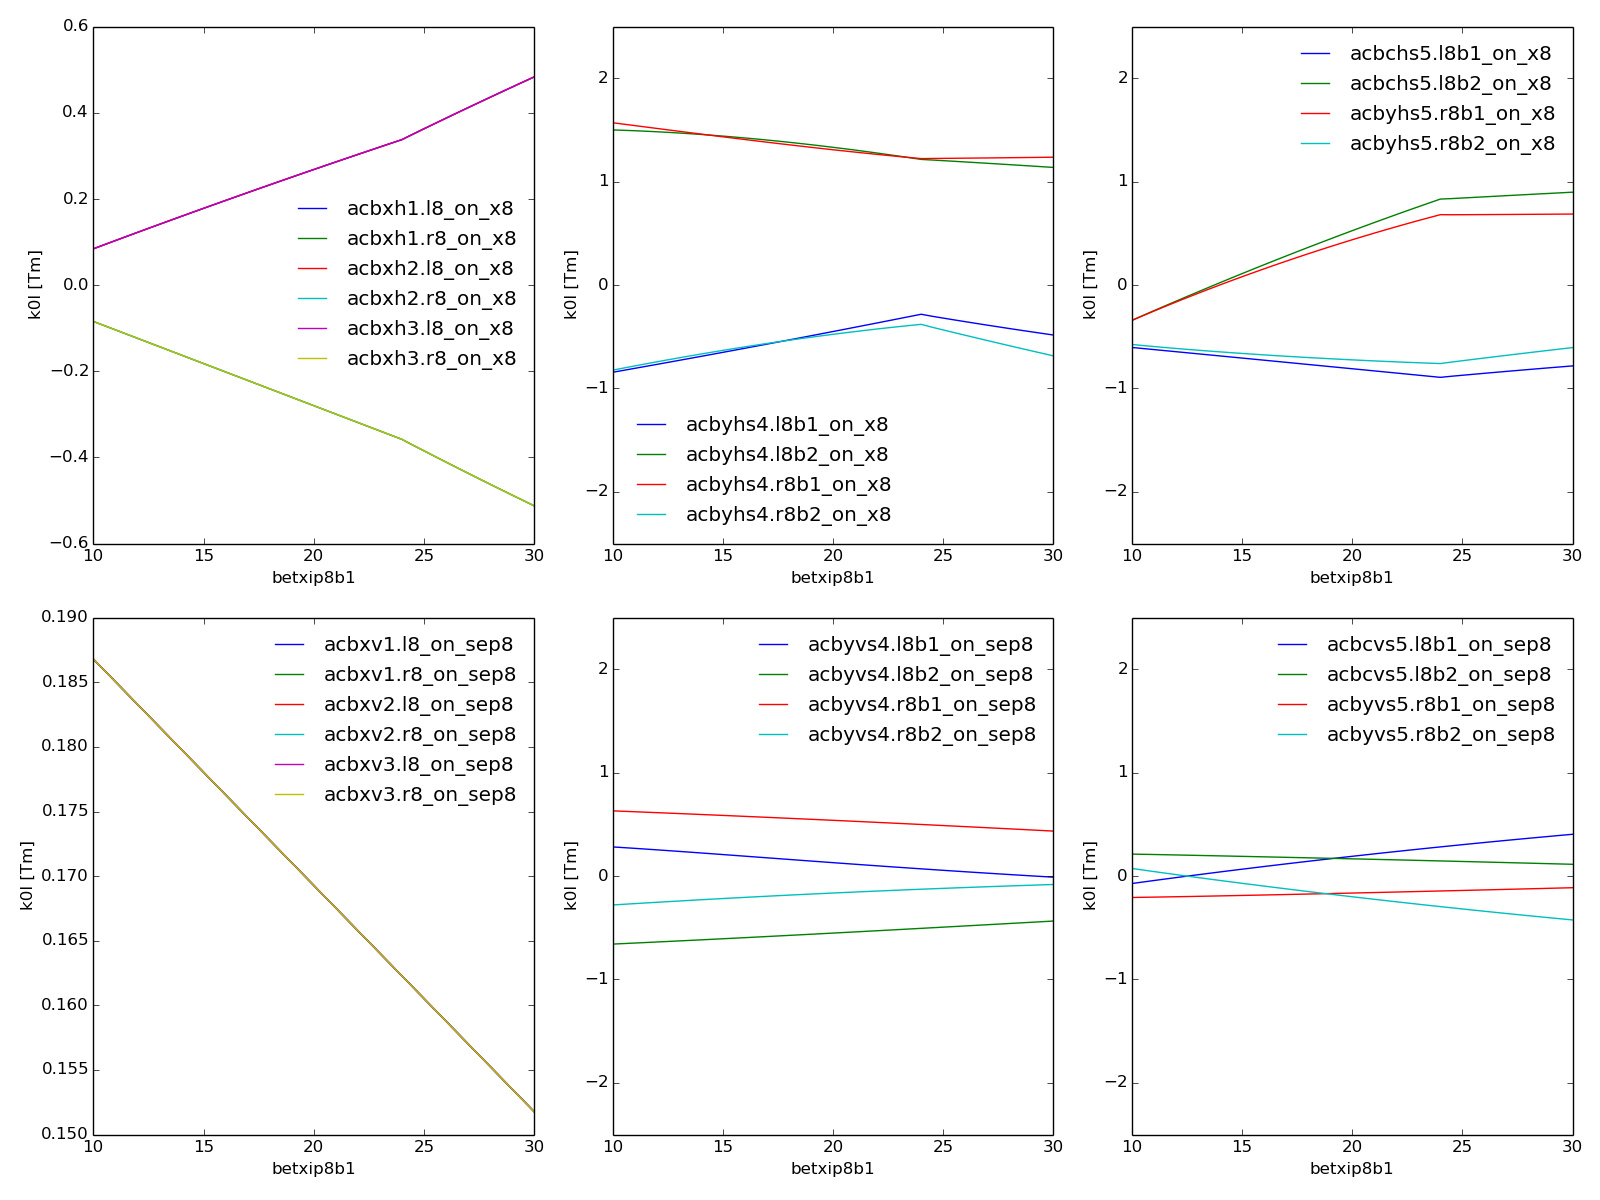 0.6
0.4
0.2
0.0
−0.2
−0.4
−0.6
k0l [Tm]
acbxh1.l8_on_x8
acbxh1.r8_on_x8
acbxh2.l8_on_x8
acbxh2.r8_on_x8
acbxh3.l8_on_x8
acbxh3.r8_on_x8
10 15 20 25 30
betxip8b1
2
1
0
−1
−2
k0l [Tm]
acbyhs4.l8b1_on_x8
acbyhs4.l8b2_on_x8
acbyhs4.r8b1_on_x8
acbyhs4.r8b2_on_x8
10 15 20 25 30
betxip8b1
2
1
0
−1
−2
k0l [Tm]
acbchs5.l8b1_on_x8
acbchs5.l8b2_on_x8
acbyhs5.r8b1_on_x8
acbyhs5.r8b2_on_x8
10 15 20 25 30
betxip8b1
0.190
0.185
0.180
0.175
0.170
0.165
0.160
0.155
0.150
k0l [Tm]
acbxv1.l8_on_sep8
acbxv1.r8_on_sep8
acbxv2.l8_on_sep8
acbxv2.r8_on_sep8
acbxv3.l8_on_sep8
acbxv3.r8_on_sep8
10 15 20 25 30
betxip8b1
2
1
0
−1
−2
k0l [Tm]
acbyvs4.l8b1_on_sep8
acbyvs4.l8b2_on_sep8
acbyvs4.r8b1_on_sep8
acbyvs4.r8b2_on_sep8
10 15 20 25 30
betxip8b1
2
1
0
−1
−2
k0l [Tm]
acbcvs5.l8b1_on_sep8
acbcvs5.l8b2_on_sep8
acbyvs5.r8b1_on_sep8
acbyvs5.r8b2_on_sep8
10 15 20 25 30
betxip8b1